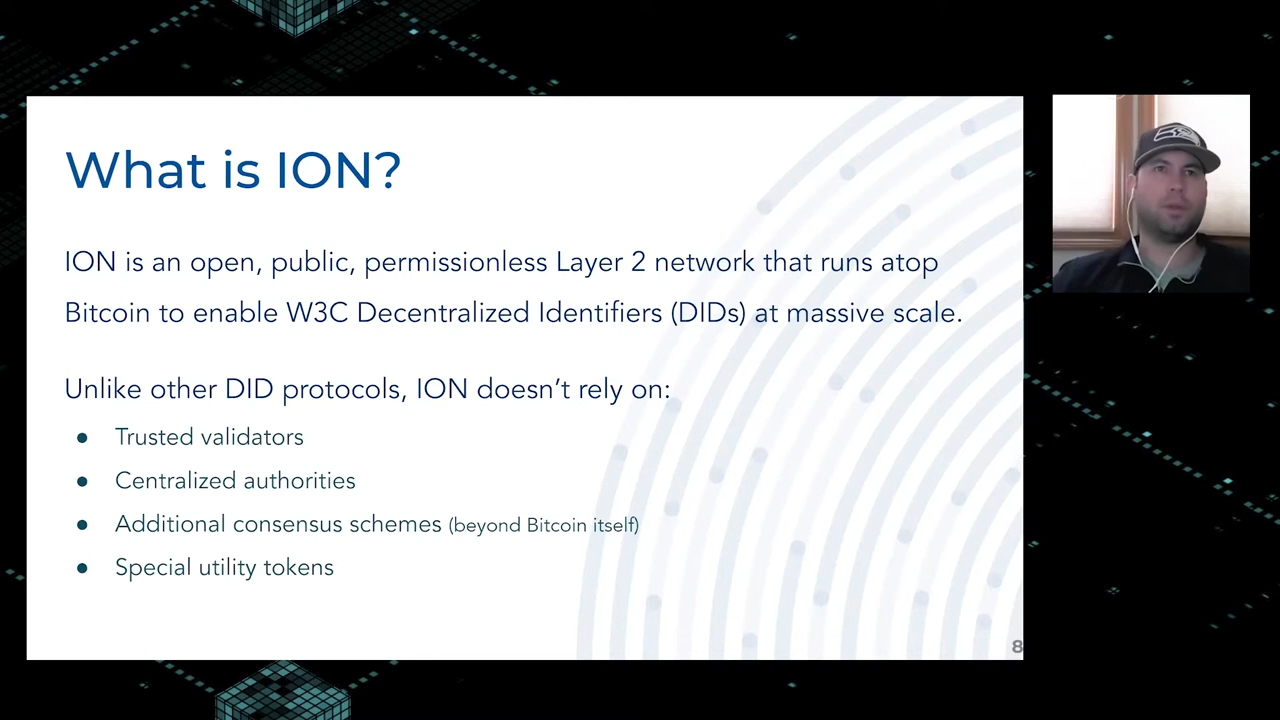 What is ION?
ION is an open, public, permissionless Layer 2 network that runs atop
Bitcoin to enable W3C Decentralized Identifiers (DIDs) at massive scale.
Unlike other DID protocols, ION doesn’t rely on:
● Trusted validators
● Centralized authorities
● Additional consensus schemes (beyond Bitcoin itself)
● Special utility tokens
8